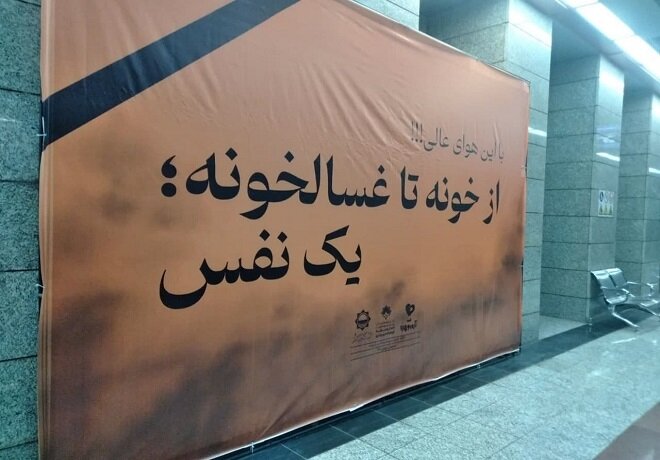 با این هوای عالی!!!
از خونه تا غسالخونه؛
یک نفس